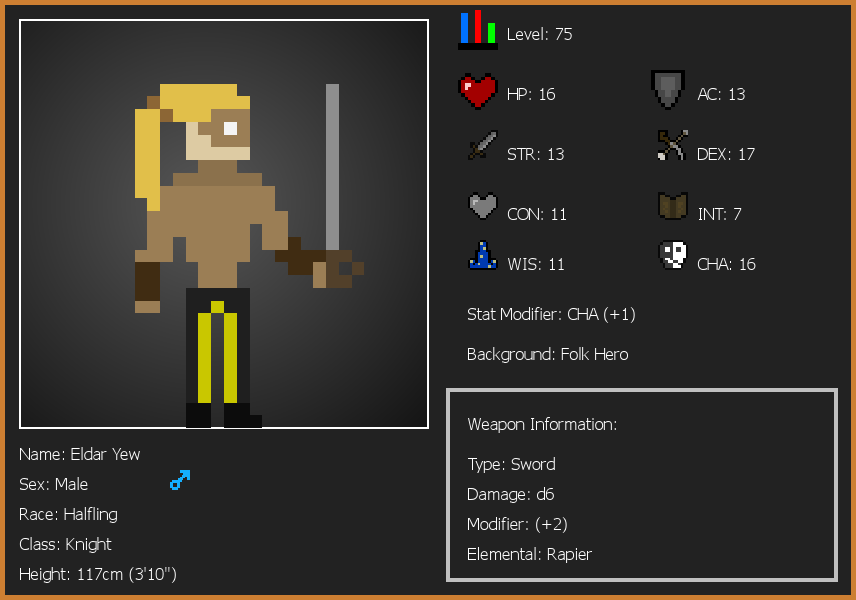 Level: 75
HP: 16
AC: 13
STR: 13
DEX: 17
CON: 11
INT: 7
WIS: 11
CHA: 16
Stat Modifier: CHA (+1)
Background: Folk Hero
Weapon Information:
Type: Sword
Damage: d6
Modifier: (+2)
Elemental: Rapier
Name: Eldar Yew
Sex: Male
Race: Halfling
Class: Knight
Height: 117cm (3'10")